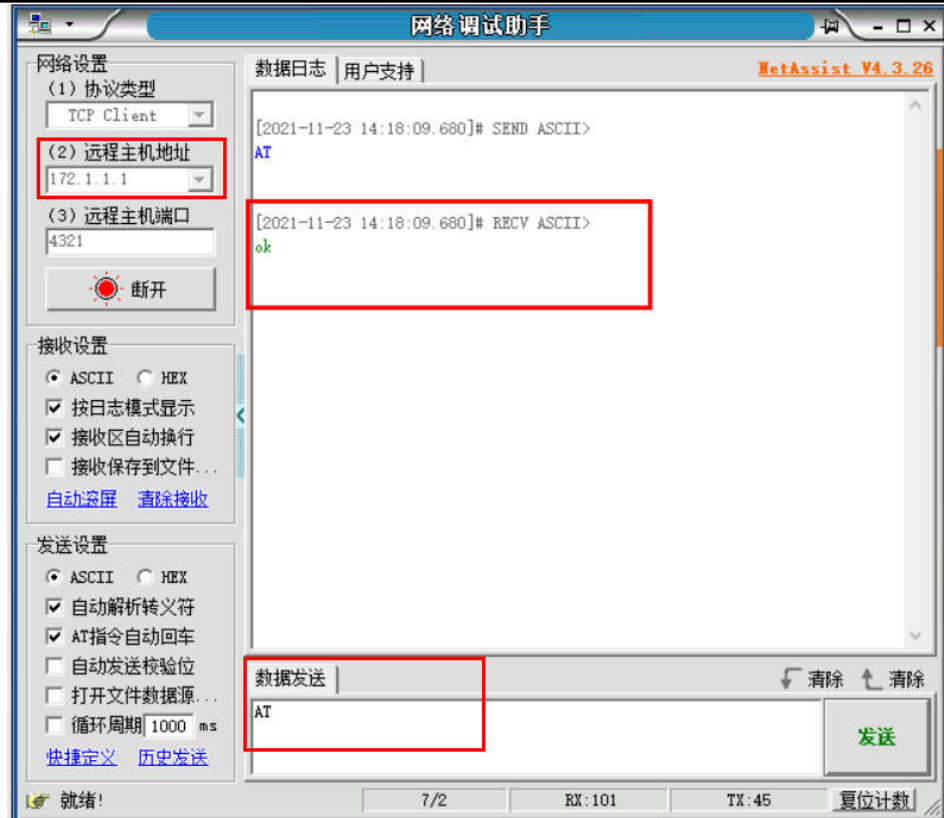 网络调试助手
网络设置
(1) 协议类型
TCP Client
(2) 远程主机地址
172.1.1.1
(3) 远程主机端口
4321
断开
接收设置
ASCII HEX
按日志模式显示
接收区自动换行
接收保存到文件...
自动滚屏 清除接收
发送设置
ASCII HEX
自动解析转义符
AT指令自动回车
自动发送校验位
打开文件数据源...
循环周期 1000 ms
快捷定义 历史发送
数据日志 用户支持 NetAssist V4.3.26
[2021-11-23 14:18:09.680]# SEND ASCII>
AT
[2021-11-23 14:18:09.680]# RECV ASCII>
ok
数据发送 清除 清除
AT
发送
就绪! 7/2 RX:101 TX:45 复位计数